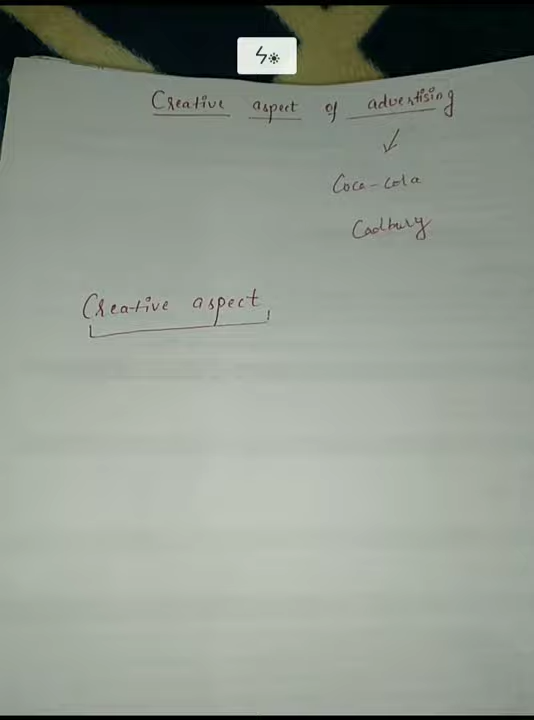 Creative aspect of advertising
Coca-cola
Cadbury
Creative aspect